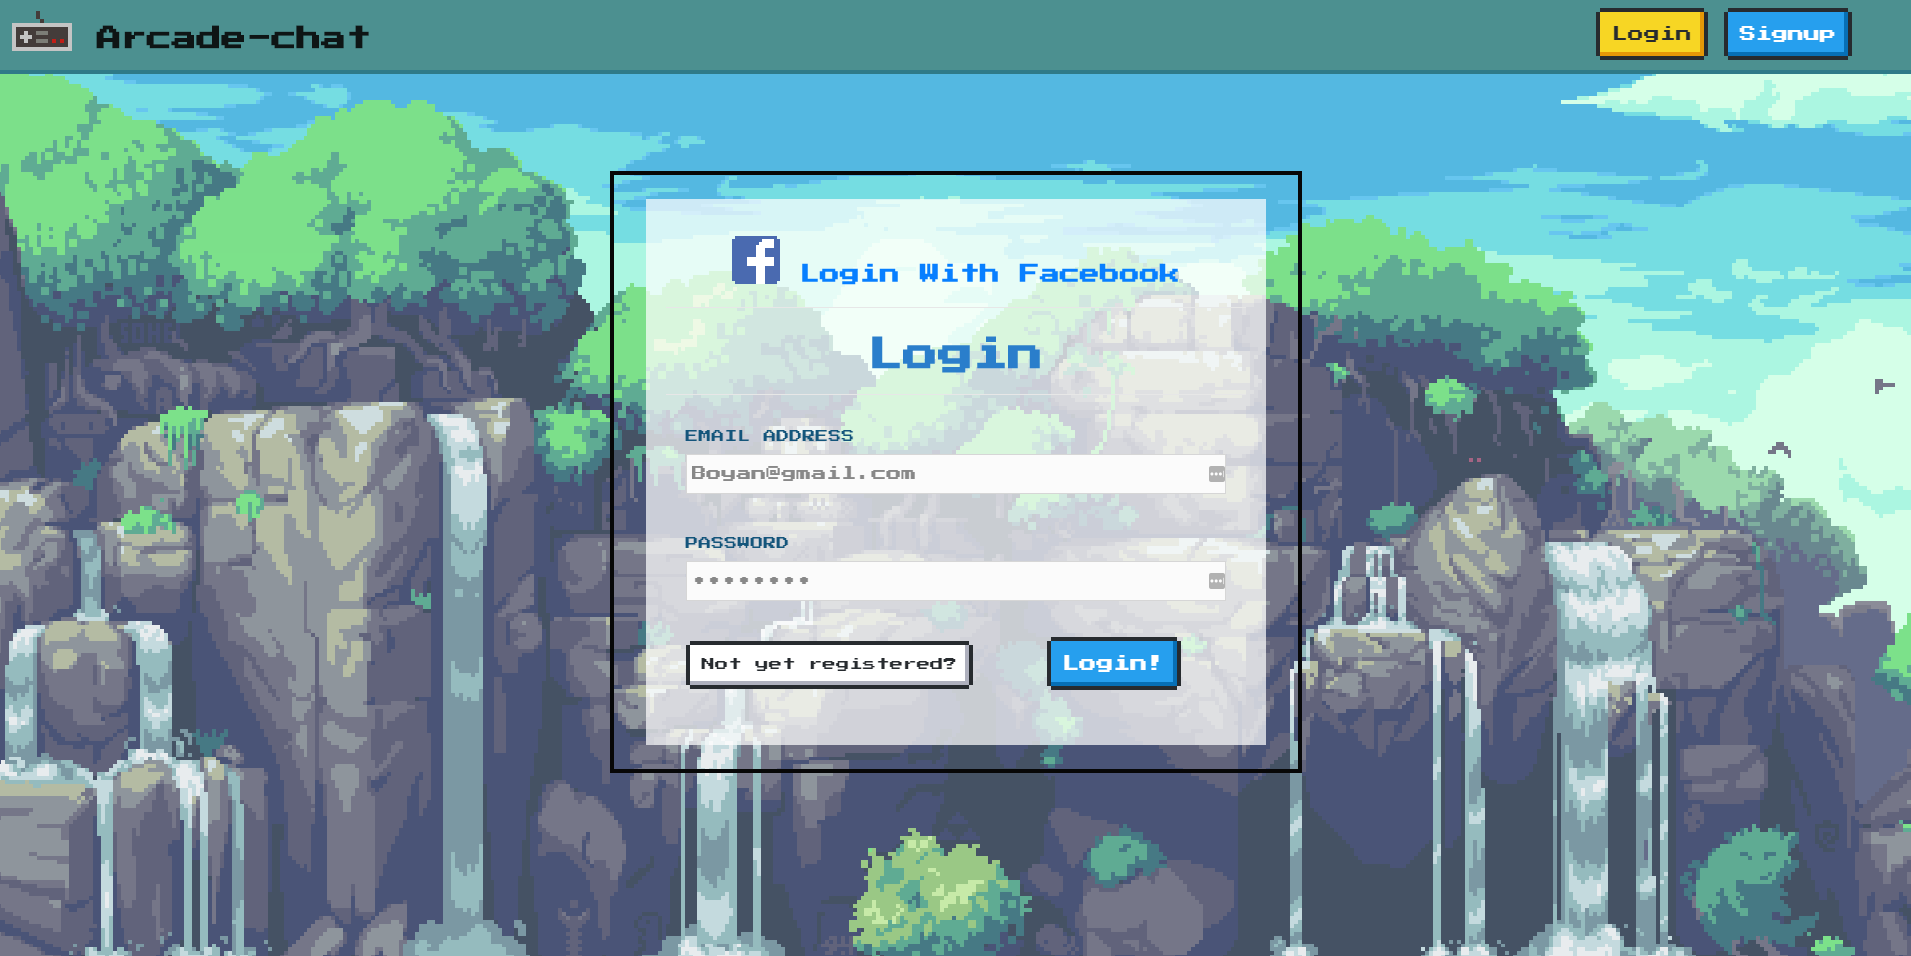 Arcade-chat
Login
Signup
Login With Facebook
Login
EMAIL ADDRESS
Boyan@gmail.com
PASSWORD
Not yet registered?
Login!